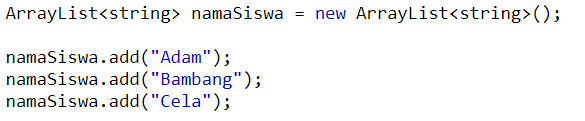 ArrayList<string> namaSiswa = new ArrayList<string>();
namaSiswa.add("Adam");
namaSiswa.add("Bambang");
namaSiswa.add("Cela");